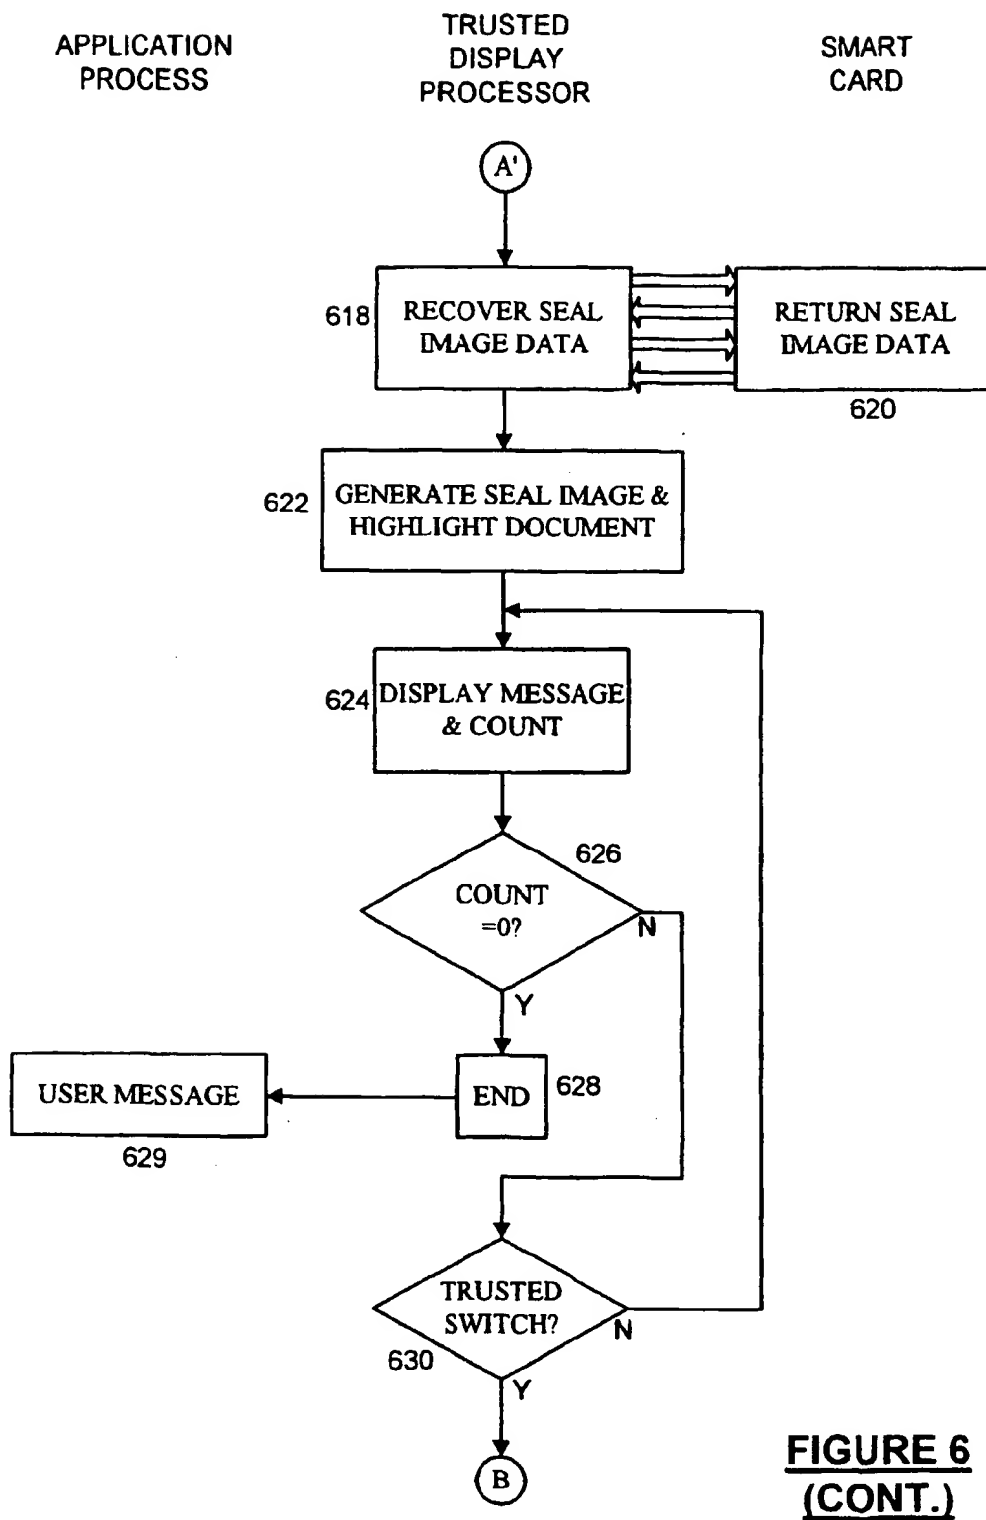 APPLICATION
PROCESS
TRUSTED
DISPLAY
PROCESSOR
SMART
CARD
A'
618
RECOVER SEAL
IMAGE DATA
RETURN SEAL
IMAGE DATA
620
622
GENERATE SEAL IMAGE &
HIGHLIGHT DOCUMENT
624
DISPLAY MESSAGE
& COUNT
626
COUNT
=0?
N
Y
USER MESSAGE
629
END
628
TRUSTED
SWITCH?
N
630
Y
B
FIGURE 6
(CONT.)